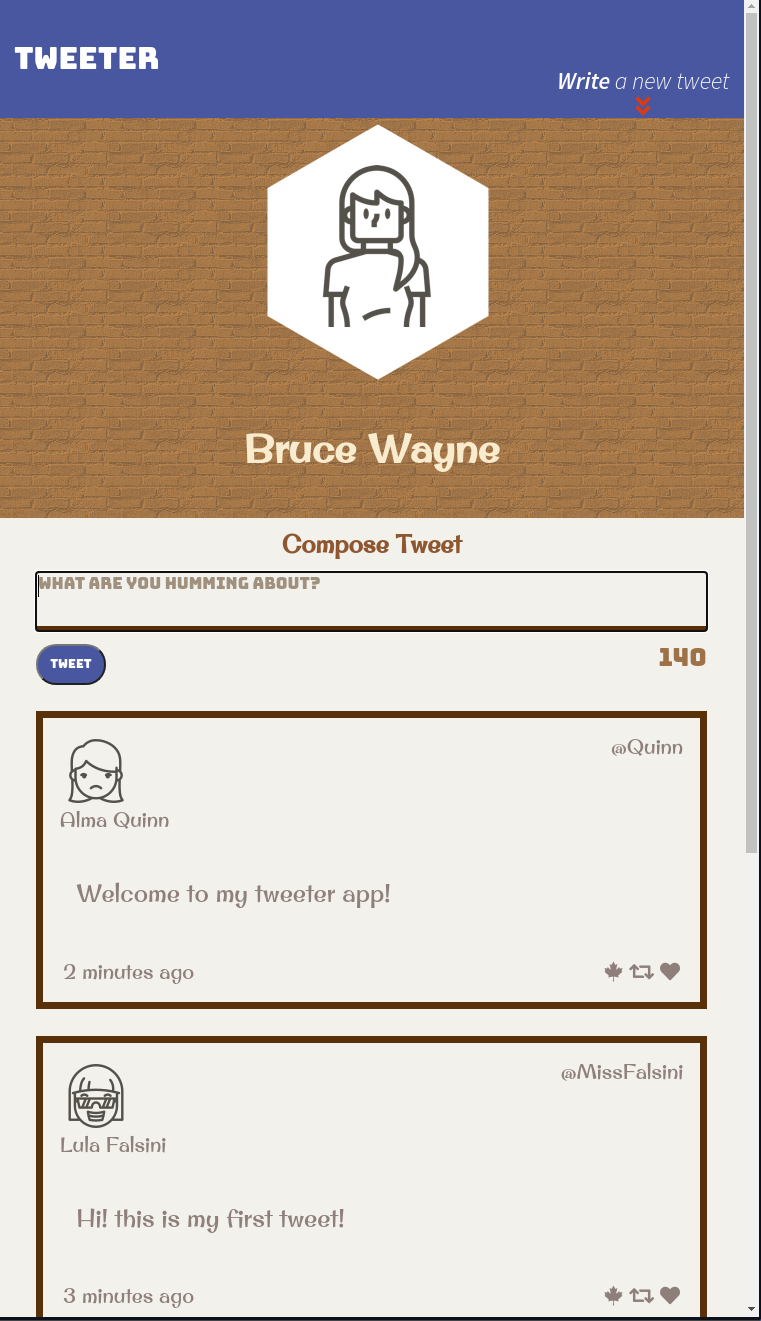 TWEETER
Write a new tweet
Bruce Wayne
Compose Tweet
WHAT ARE YOU HUMMING ABOUT?
TWEET
140
@Quinn
Alma Quinn
Welcome to my tweeter app!
2 minutes ago
@MissFalsini
Lula Falsini
Hi! this is my first tweet!
3 minutes ago